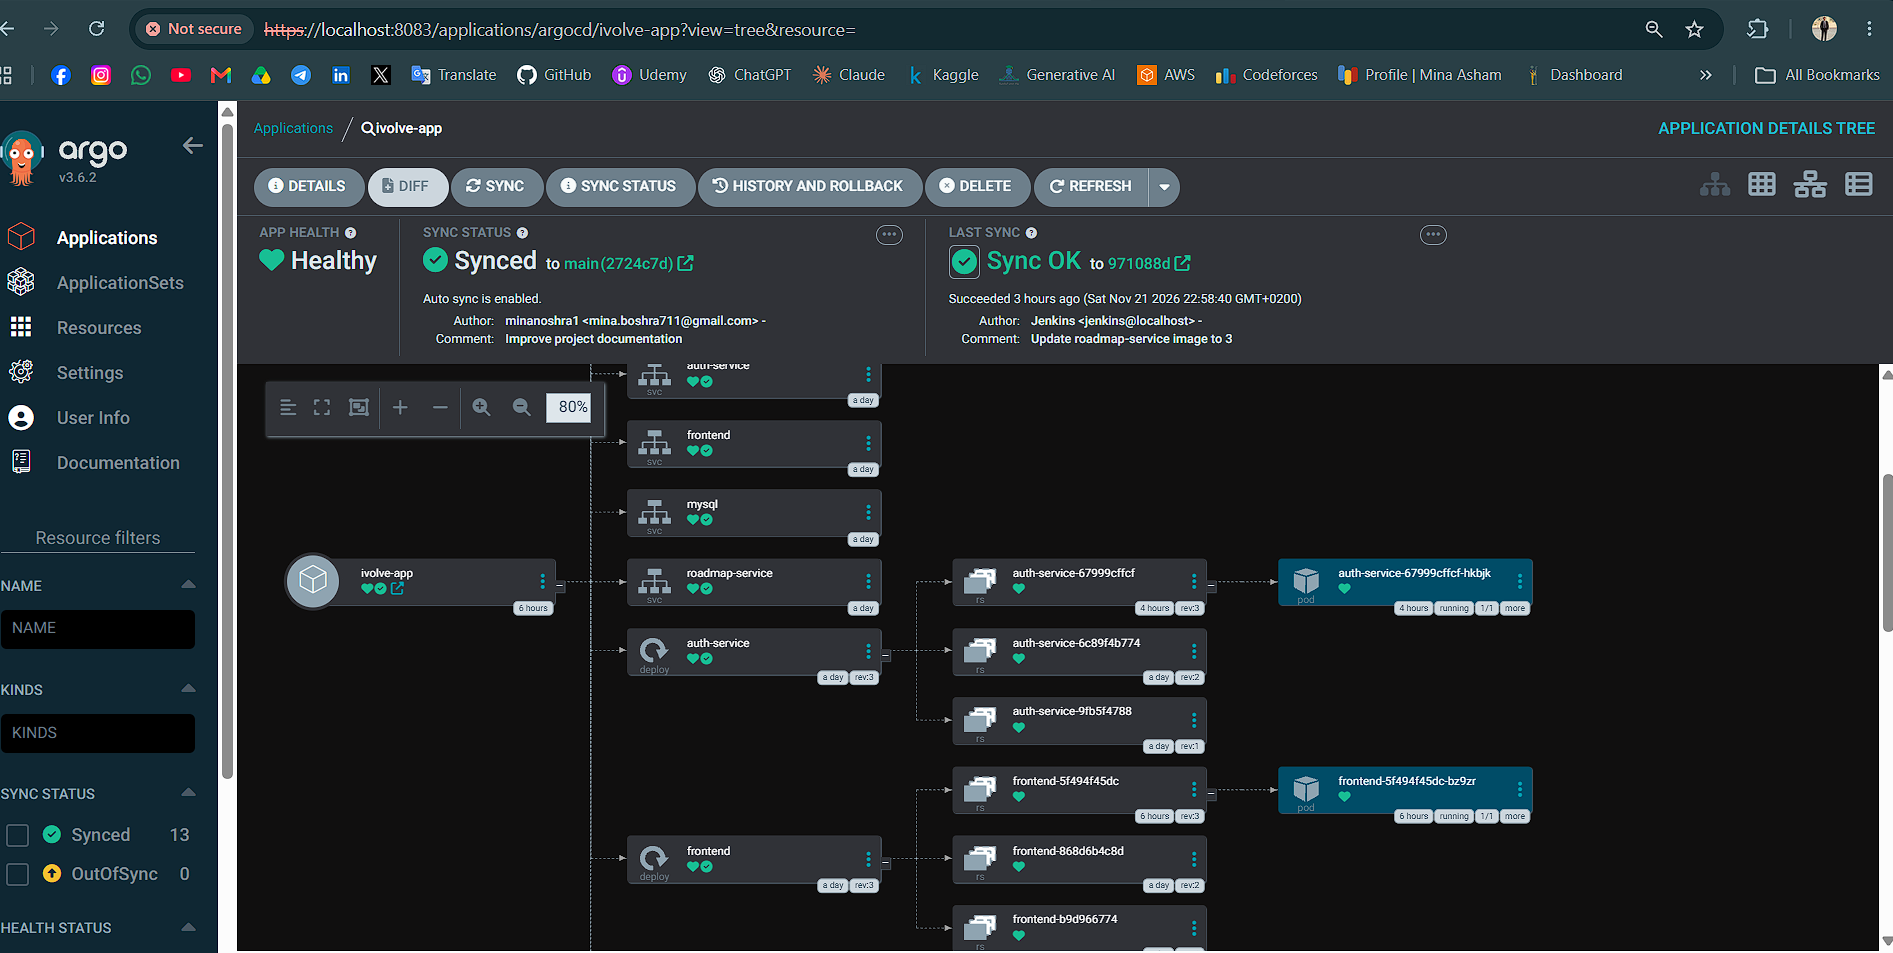 Not secure
https://localhost:8083/applications/argocd/ivolve-app?view=tree&resource=
Translate
GitHub
Udemy
ChatGPT
Claude
Kaggle
Generative AI
AWS
Codeforces
Profile | Mina Asham
Dashboard
»
All Bookmarks
argo
v3.6.2
Applications
ApplicationSets
Resources
Settings
User Info
Documentation
Resource filters
NAME
NAME
KINDS
KINDS
SYNC STATUS
Synced 13
OutOfSync 0
HEALTH STATUS
Applications / ivolve-app
APPLICATION DETAILS TREE
DETAILS
DIFF
SYNC
SYNC STATUS
HISTORY AND ROLLBACK
DELETE
REFRESH
APP HEALTH
Healthy
SYNC STATUS
Synced to main(2724c7d)
Auto sync is enabled.
Author: minanoshra1 <mina.boshra711@gmail.com> -
Comment: Improve project documentation
LAST SYNC
Sync OK to 971088d
Succeeded 3 hours ago (Sat Nov 21 2026 22:58:40 GMT+0200)
Author: Jenkins <jenkins@localhost> -
Comment: Update roadmap-service image to 3
80%
ivolve-app
6 hours
auth-service
svc
a day
frontend
svc
a day
mysql
svc
a day
roadmap-service
svc
a day
auth-service
deploy
a day rev:3
frontend
deploy
a day rev:3
auth-service-67999cffcf
rs
4 hours rev:3
auth-service-6c89f4b774
rs
a day rev:2
auth-service-9fb5f4788
rs
a day rev:1
frontend-5f494f45dc
rs
6 hours rev:3
frontend-868d6b4c8d
rs
a day rev:2
frontend-b9d966774
rs
auth-service-67999cffcf-hkbjk
pod
4 hours running 1/1 more
frontend-5f494f45dc-bz9zr
pod
6 hours running 1/1 more